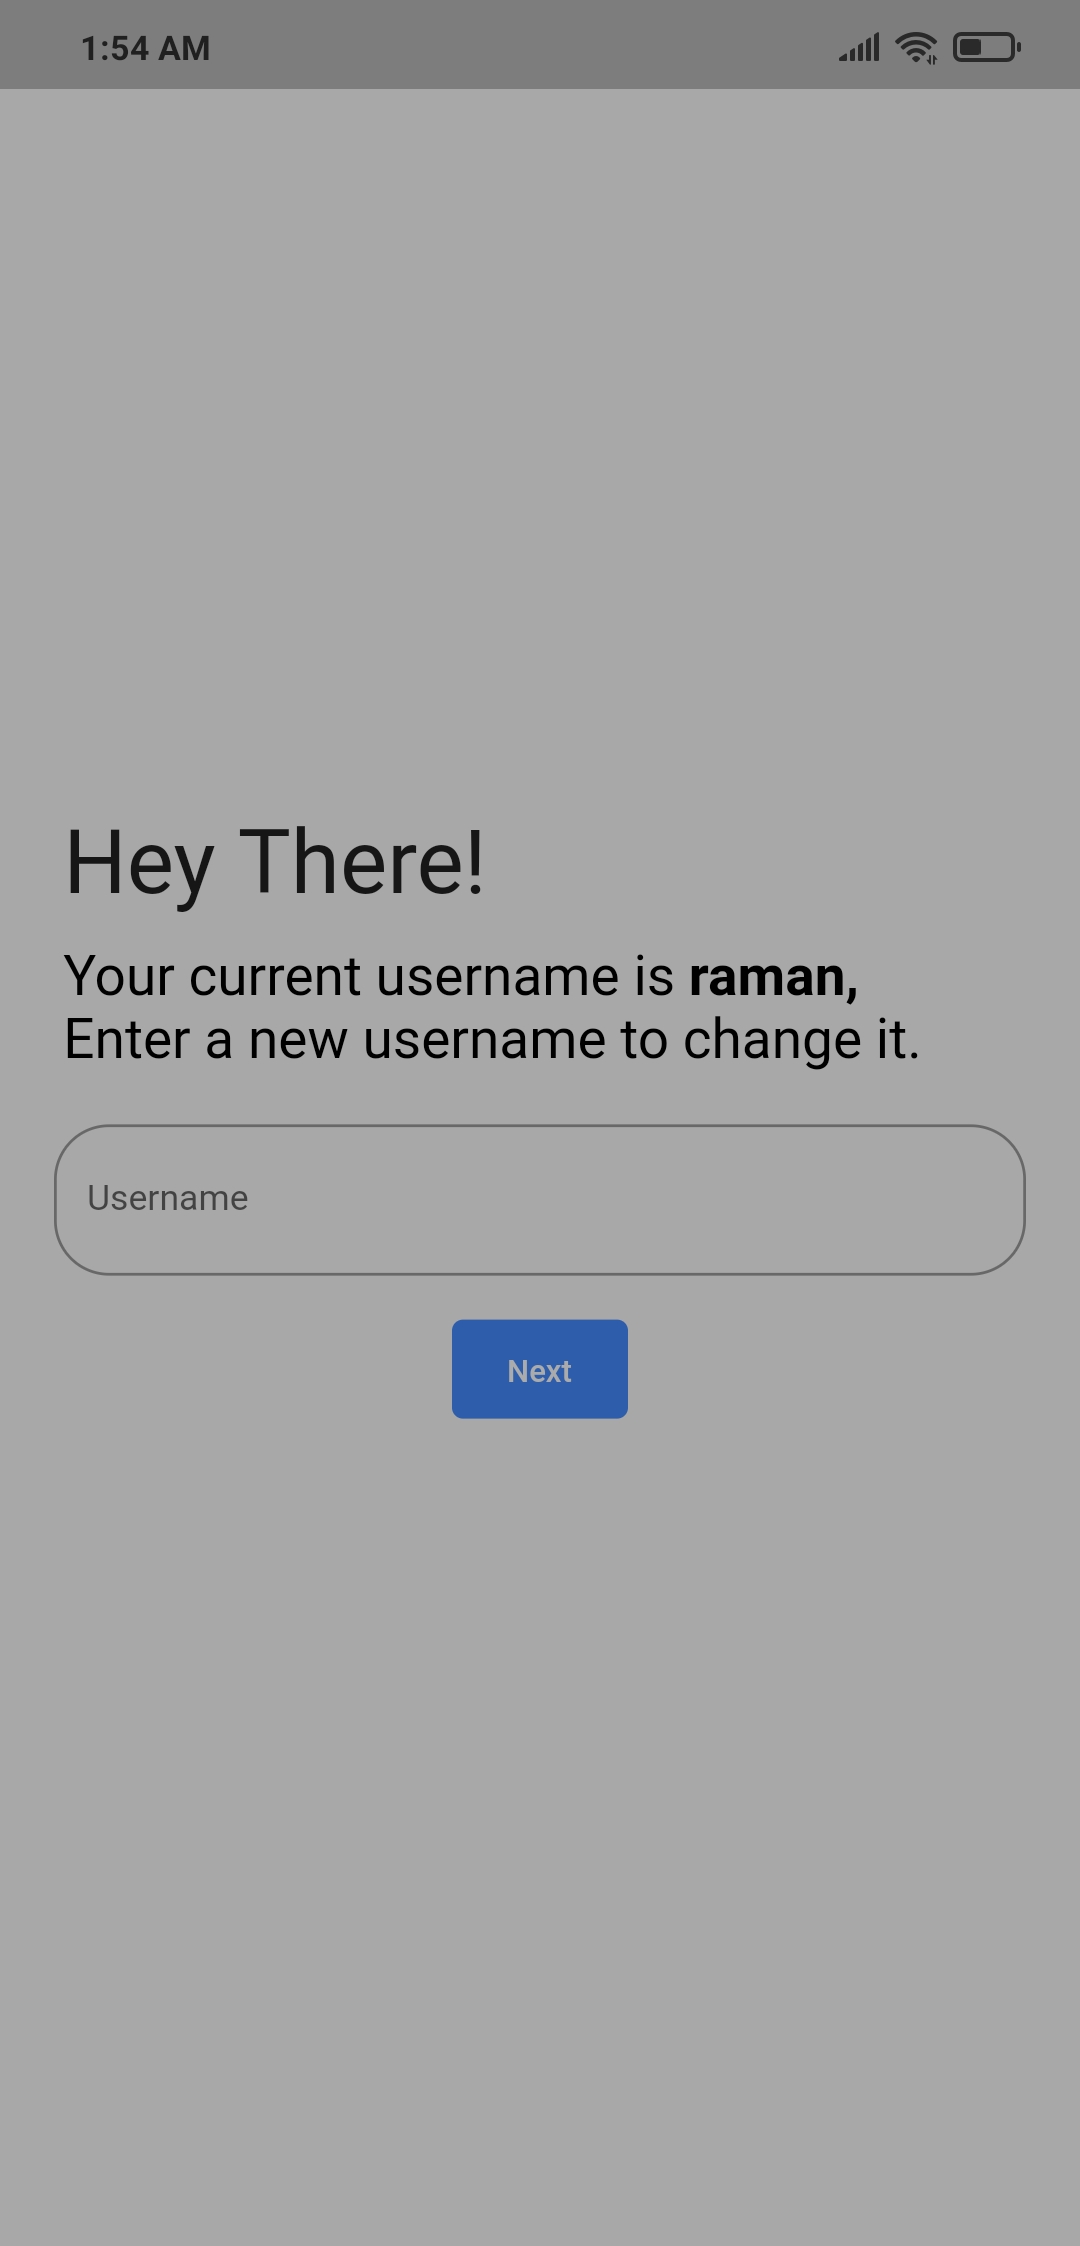 1:54 AM
Hey There!
Your current username is raman,
Enter a new username to change it.
Username
Next